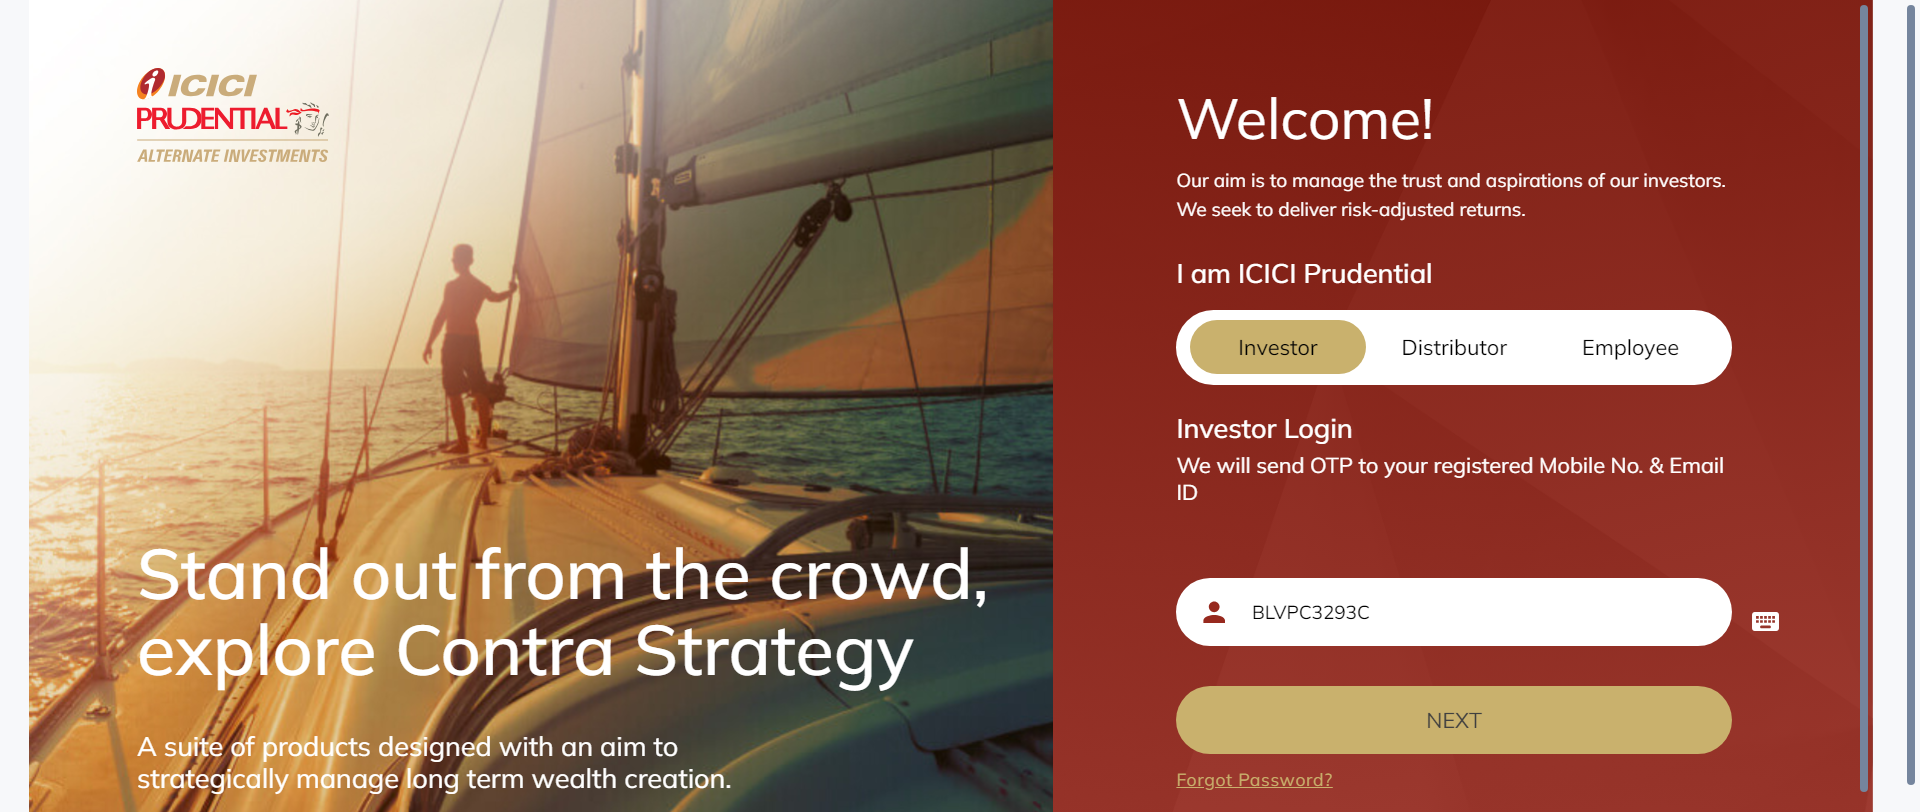 ICICI
PRUDENTIAL
ALTERNATE INVESTMENTS
Stand out from the crowd,
explore Contra Strategy
A suite of products designed with an aim to
strategically manage long term wealth creation.
Welcome!
Our aim is to manage the trust and aspirations of our investors.
We seek to deliver risk-adjusted returns.
I am ICICI Prudential
Investor Distributor Employee
Investor Login
We will send OTP to your registered Mobile No. & Email
ID
BLVPC3293C
NEXT
Forgot Password?